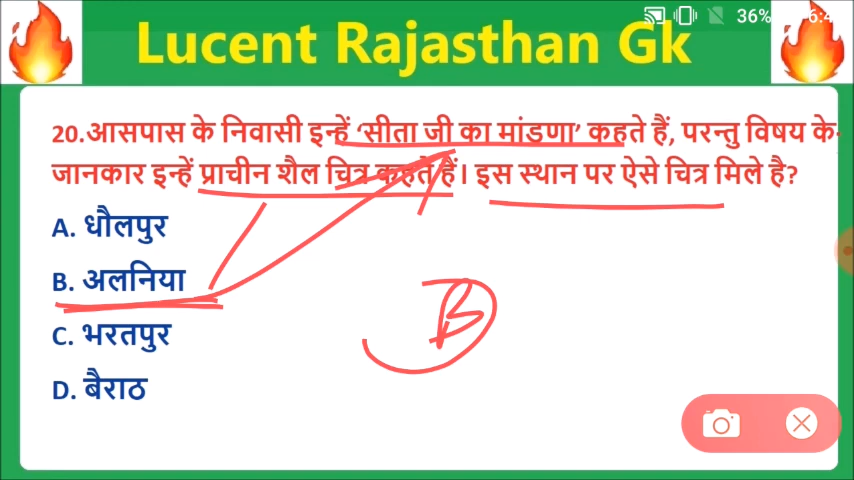 36%
Lucent Rajasthan Gk
20.आसपास के निवासी इन्हें ‘सीता जी का मांडणा’ कहते हैं, परन्तु विषय के
जानकार इन्हें प्राचीन शैल चित्र कहते हैं। इस स्थान पर ऐसे चित्र मिले है?
A. धौलपुर
B. अलनिया
B
C. भरतपुर
D. बैराठ